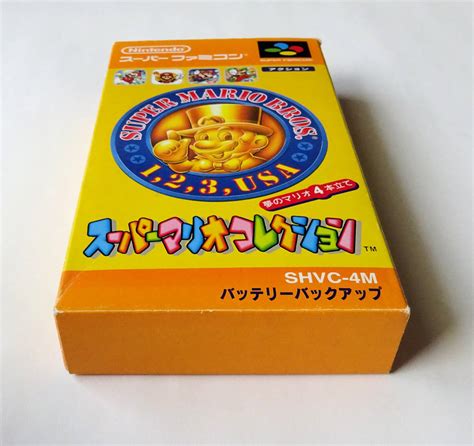 Nintendo
スーパーファミコン
SUPER FAMICOM
アクション
SUPER MARIO BROS.
1, 2, 3, USA
夢のマリオ4本立て
スーパーマリオコレクション TM
SHVC-4M
バッテリーバックアップ